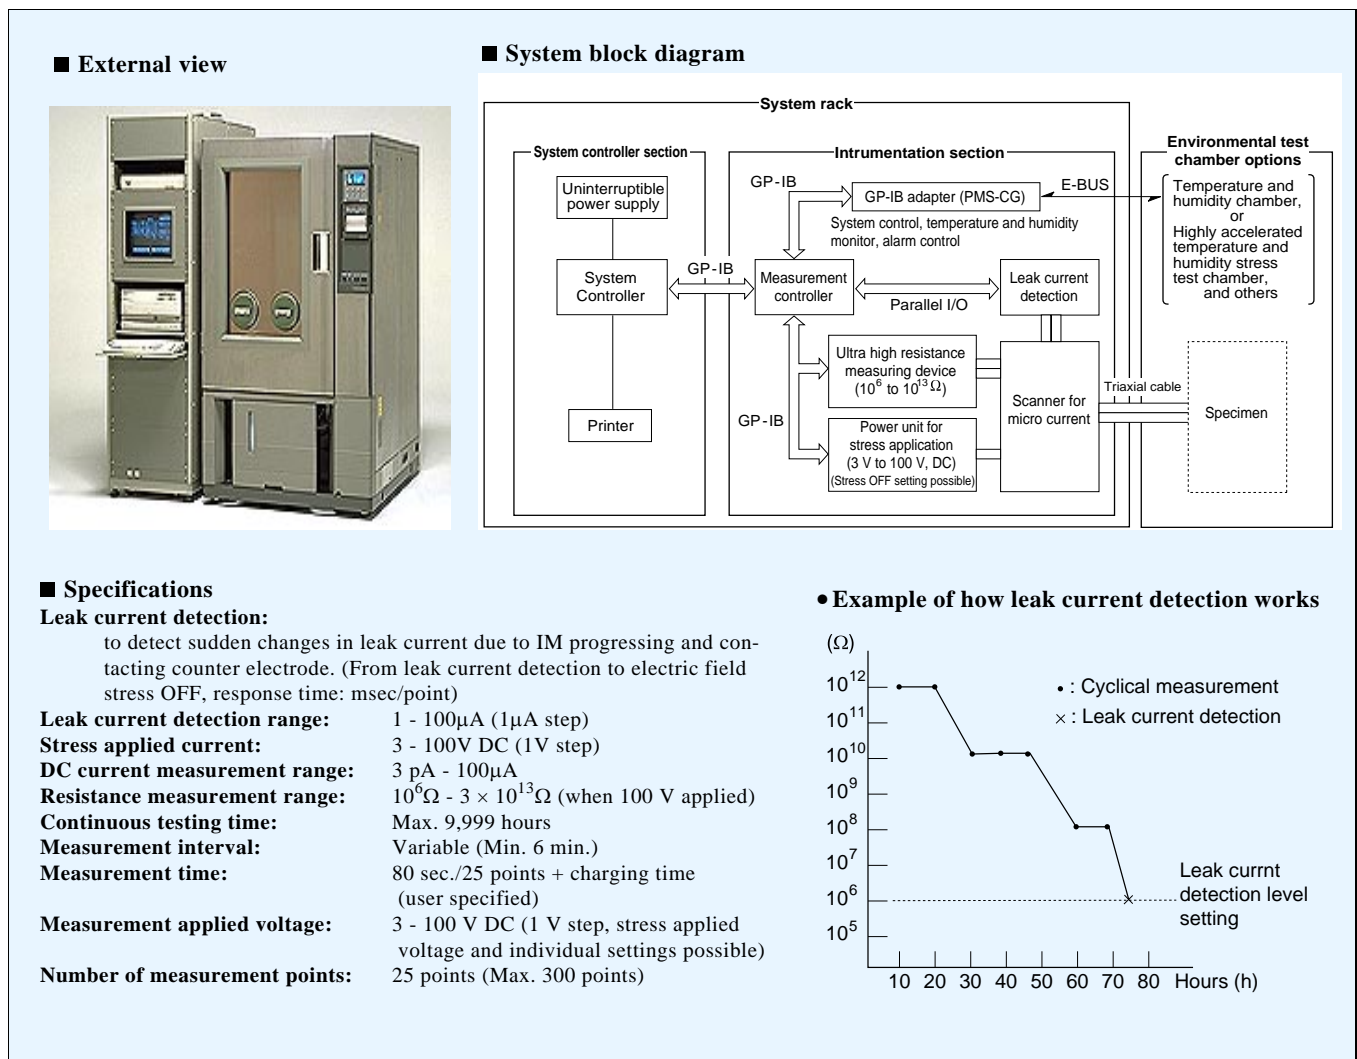 ■ External view
■ System block diagram
System rack
System controller section
Intrumentation section
Environmental test
chamber options
Uninterruptible
power supply
System
Controller
Printer
GP-IB
GP-IB
GP-IB adapter (PMS-CG)
E-BUS
System control, temperature and humidity
monitor, alarm control
Measurement
controller
Parallel I/O
Leak current
detection
GP-IB
Ultra high resistance
measuring device
(10⁶ to 10¹³Ω)
Power unit for
stress application
(3 V to 100 V, DC)
(Stress OFF setting possible)
Scanner for
micro current
Temperature and
humidity chamber,
or
Highly accelerated
temperature and
humidity stress
test chamber,
and others
Triaxial cable
Specimen
■ Specifications
Leak current detection:
to detect sudden changes in leak current due to IM progressing and con-
tacting counter electrode. (From leak current detection to electric field
stress OFF, response time: msec/point)
Leak current detection range: 1 - 100µA (1µA step)
Stress applied current: 3 - 100V DC (1V step)
DC current measurement range: 3 pA - 100µA
Resistance measurement range: 10⁶Ω - 3 × 10¹³Ω (when 100 V applied)
Continuous testing time: Max. 9,999 hours
Measurement interval: Variable (Min. 6 min.)
Measurement time: 80 sec./25 points + charging time
(user specified)
Measurement applied voltage: 3 - 100 V DC (1 V step, stress applied
voltage and individual settings possible)
Number of measurement points: 25 points (Max. 300 points)
• Example of how leak current detection works
(Ω)
10¹²
10¹¹
10¹⁰
10⁹
10⁸
10⁷
10⁶
10⁵
• : Cyclical measurement
× : Leak current detection
Leak currnt
detection level
setting
10 20 30 40 50 60 70 80 Hours (h)